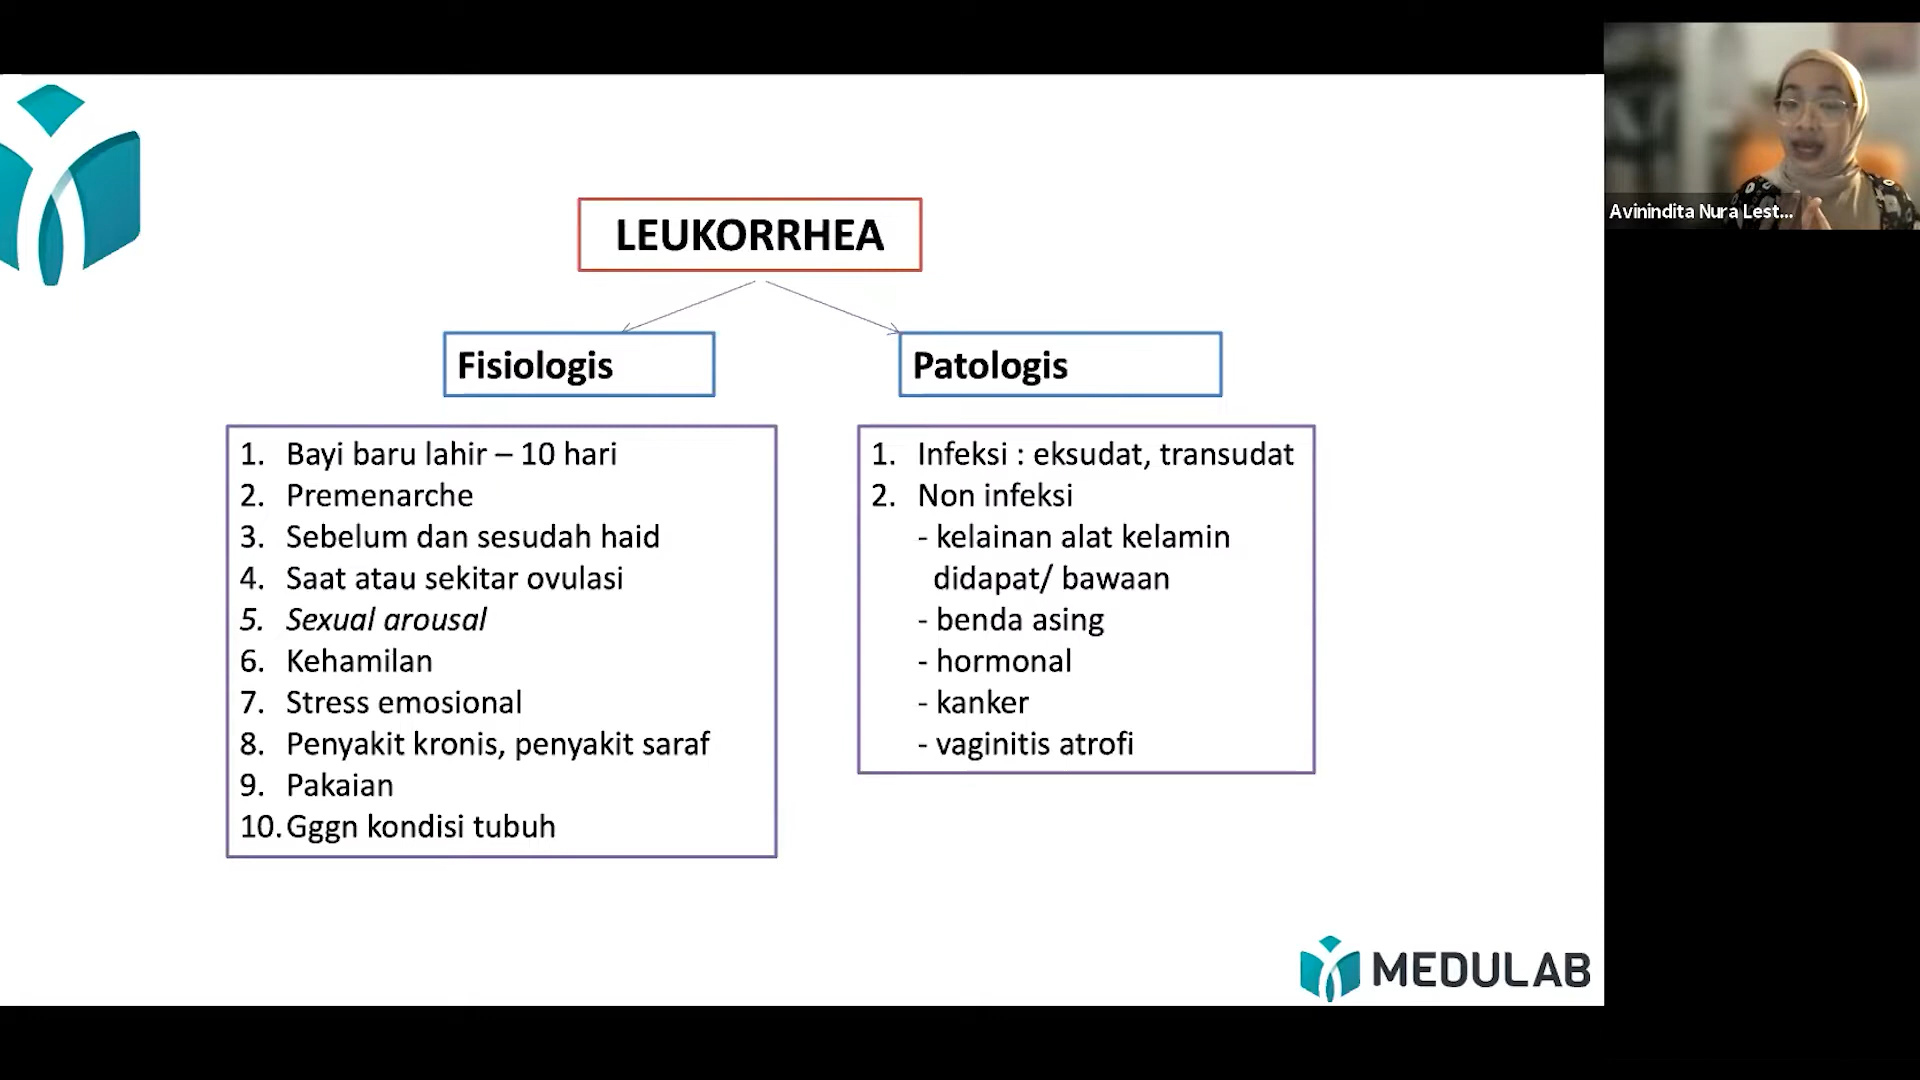 LEUKORRHEA
Fisiologis
1. Bayi baru lahir – 10 hari
2. Premenarche
3. Sebelum dan sesudah haid
4. Saat atau sekitar ovulasi
5. Sexual arousal
6. Kehamilan
7. Stress emosional
8. Penyakit kronis, penyakit saraf
9. Pakaian
10. Gggn kondisi tubuh
Patologis
1. Infeksi : eksudat, transudat
2. Non infeksi
- kelainan alat kelamin
didapat/ bawaan
- benda asing
- hormonal
- kanker
- vaginitis atrofi
MEDULAB
Avinindita Nura Lest...